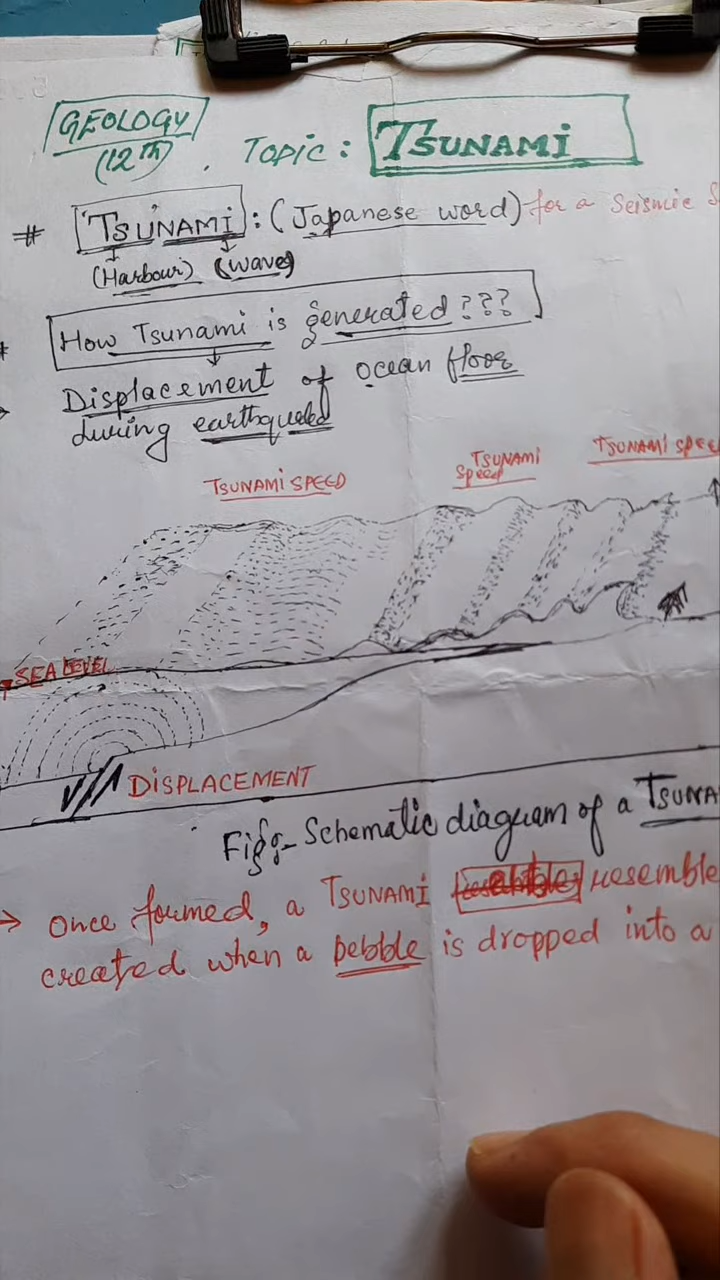 GEOLOGY
(12TH)
Topic: TSUNAMI
# 'TSUNAMI': (Japanese word) for a Seismic S
(Harbour) (wave)
How Tsunami is generated???
Displacement of ocean floor
during earthquake
TSUNAMI SPEED
TSUNAMI
Speed
TSUNAMI SPEE
SEA LEVEL
DISPLACEMENT
Fig:- Schematic diagram of a TSUNA
→ Once formed, a TSUNAMI resemble
created when a pebble is dropped into a